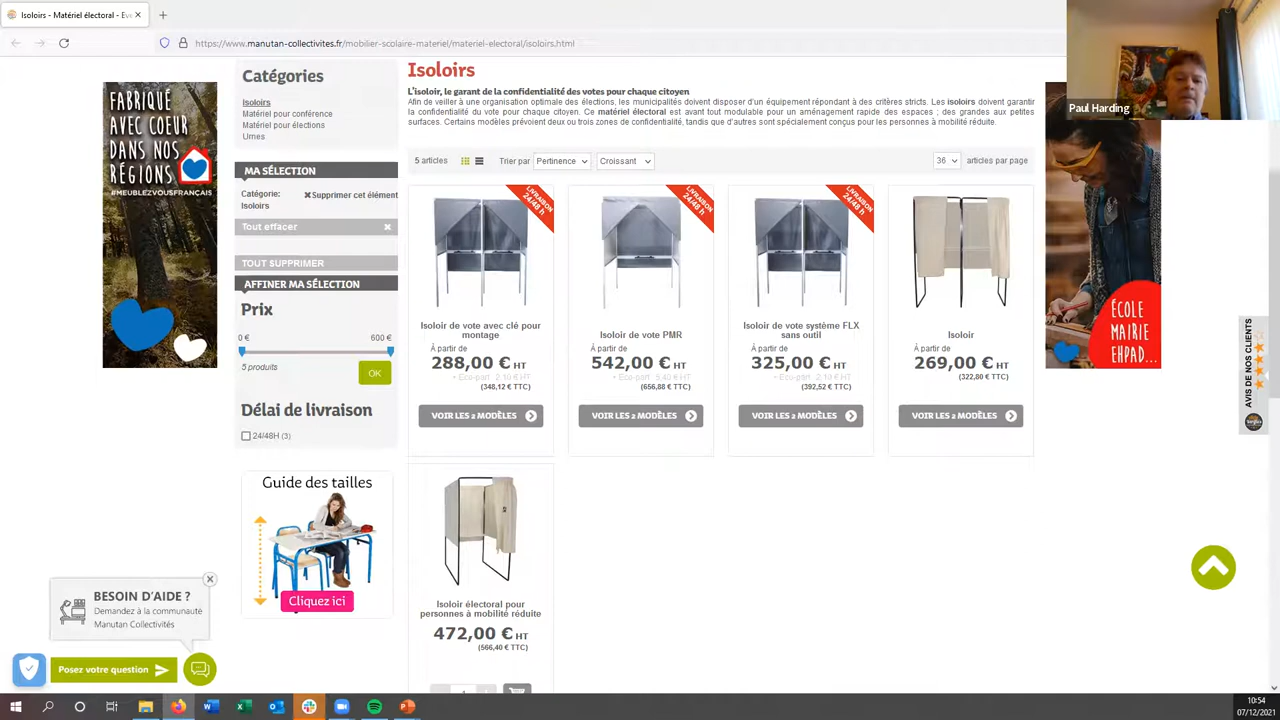 Isoloirs - Matériel électoral - Ev
https://www.manutan-collectivites.fr/mobilier-scolaire-materiel/materiel-electoral/isoloirs.html
Paul Harding
FABRIQUÉ
AVEC COEUR
DANS NOS
RÉGIONS
#MEUBLEZVOUSFRANÇAIS
Catégories
Isoloirs
Matériel pour conférence
Matériel pour élections
Urnes
MA SÉLECTION
Catégorie:
Isoloirs
Supprimer cet élément
Tout effacer
TOUT SUPPRIMER
AFFINER MA SÉLECTION
Prix
0 €
600 €
5 produits
OK
Délai de livraison
24/48H (3)
Guide des tailles
Cliquez ici
Isoloirs
L'isoloir, le garant de la confidentialité des votes pour chaque citoyen
Afin de veiller à une organisation optimale des élections, les municipalités doivent disposer d'un équipement répondant à des critères stricts. Les isoloirs doivent garantir
la confidentialité du vote pour chaque citoyen. Ce matériel électoral est avant tout modulable pour un aménagement rapide des espaces ; des grandes aux petites
surfaces. Certains modèles prévoient deux ou trois zones de confidentialité, tandis que d'autres sont spécialement conçus pour les personnes à mobilité réduite.
5 articles
Trier par
Pertinence
Croissant
36
articles par page
LIVRAISON
24/48 h
Isoloir de vote avec clé pour
montage
À partir de
288,00 € HT
+ Eco-part 2,10 € HT
(348,12 € TTC)
VOIR LES 2 MODÈLES
LIVRAISON
24/48 h
Isoloir de vote PMR
À partir de
542,00 € HT
+ Eco-part 5,40 € HT
(656,88 € TTC)
VOIR LES 2 MODÈLES
LIVRAISON
24/48 h
Isoloir de vote système FLX
sans outil
À partir de
325,00 € HT
+ Eco-part 2,10 € HT
(392,52 € TTC)
VOIR LES 2 MODÈLES
Isoloir
À partir de
269,00 € HT
(322,80 € TTC)
VOIR LES 2 MODÈLES
Isoloir électoral pour
personnes à mobilité réduite
472,00 € HT
(566,40 € TTC)
1
ÉCOLE
MAIRIE
EHPAD...
AVIS DE NOS CLIENTS
BESOIN D'AIDE ?
Demandez à la communauté
Manutan Collectivités
Posez votre question
10:54
07/12/2021